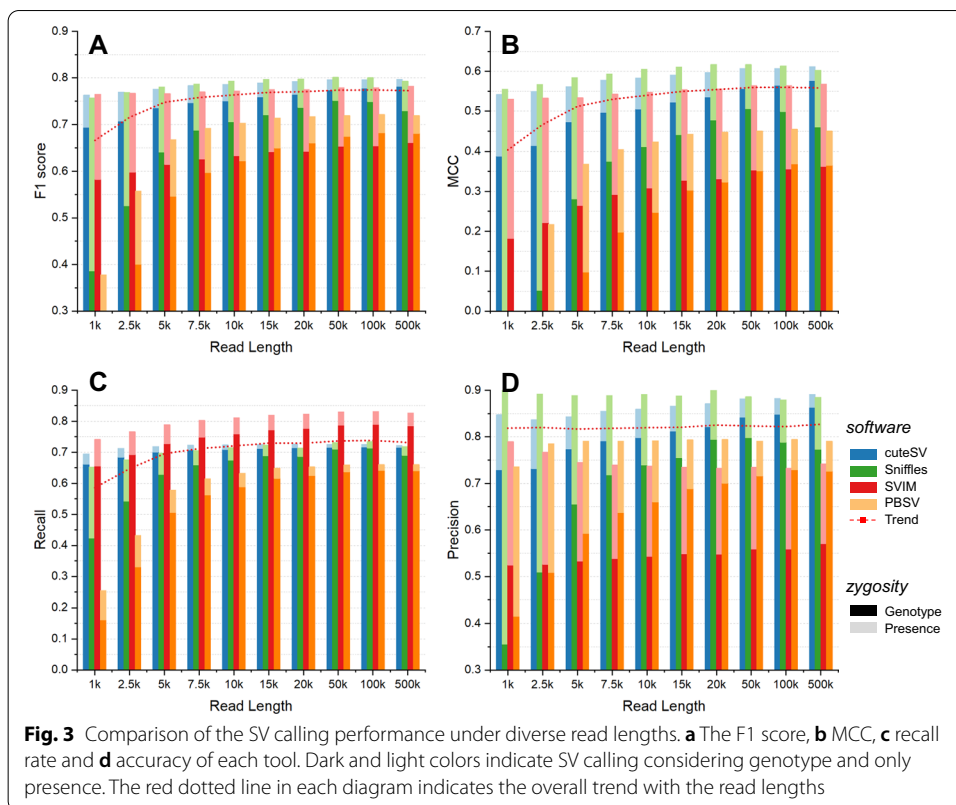 A
0.9
0.8
0.7
0.6
0.5
0.4
0.3
F1 score
1k 2.5k 5k 7.5k 10k 15k 20k 50k 100k 500k
Read Length
B
0.7
0.6
0.5
0.4
0.3
0.2
0.1
0.0
MCC
1k 2.5k 5k 7.5k 10k 15k 20k 50k 100k 500k
Read Length
C
0.9
0.8
0.7
0.6
0.5
0.4
0.3
0.2
0.1
0.0
Recall
1k 2.5k 5k 7.5k 10k 15k 20k 50k 100k 500k
Read Length
D
0.9
0.8
0.7
0.6
0.5
0.4
0.3
Precision
1k 2.5k 5k 7.5k 10k 15k 20k 50k 100k 500k
Read Length
software
cuteSV
Sniffles
SVIM
PBSV
Trend
zygosity
Genotype
Presence
Fig. 3 Comparison of the SV calling performance under diverse read lengths. a The F1 score, b MCC, c recall
rate and d accuracy of each tool. Dark and light colors indicate SV calling considering genotype and only
presence. The red dotted line in each diagram indicates the overall trend with the read lengths